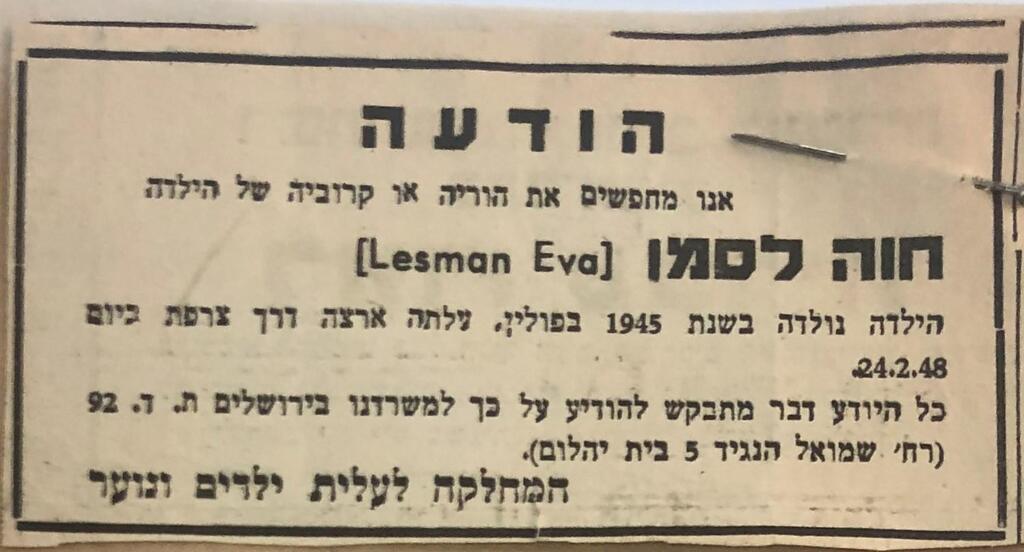 הודעה
אנו מחפשים את הוריה או קרוביה של הילדה
חוה לסמן [Lesman Eva]
הילדה נולדה בשנת 1945 בפולין, עלתה ארצה דרך צרפת ביום
24.2.48.
כל היודע דבר מתבקש להודיע על כך למשרדנו בירושלים ת. ד. 92
(רח׳ שמואל הנגיד 5 בית יהלום).
המחלקה לעלית ילדים ונוער